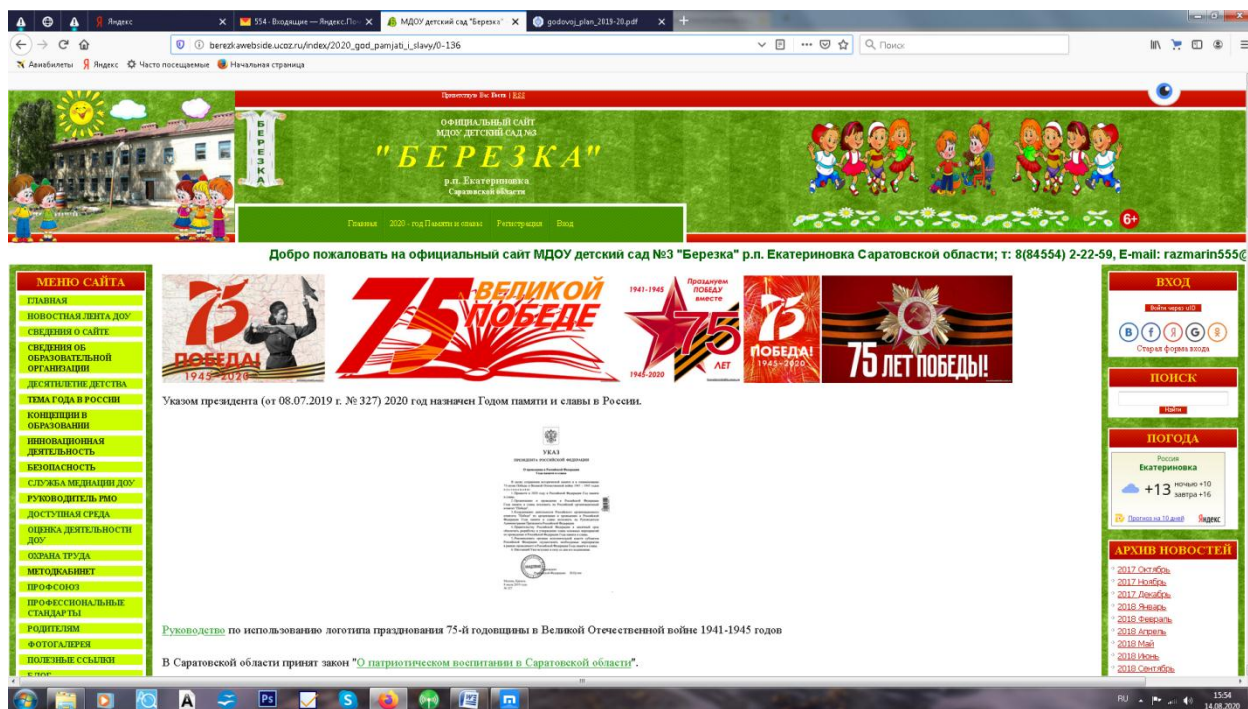 Яндекс
554 · Входящие — Яндекс.По
МДОУ детский сад "Березка"
godovoj_plan_2019-20.pdf
berezkawebside.ucoz.ru/index/2020_god_pamjati_i_slavy/0-136
Поиск
Авиабилеты Яндекс Часто посещаемые Начальная страница
Приветствую Вас Гость | RSS
ОФИЦИАЛЬНЫЙ САЙТ
МДОУ ДЕТСКИЙ САД №3
"БЕРЕЗКА"
р.п. Екатериновка
Саратовской области
БЕРЕЗКА
Главная 2020 - год Памяти и славы Регистрация Вход
6+
Добро пожаловать на официальный сайт МДОУ детский сад №3 "Березка" р.п. Екатериновка Саратовской области; т: 8(84554) 2-22-59, E-mail: razmarin555@
МЕНЮ САЙТА
ГЛАВНАЯ
НОВОСТНАЯ ЛЕНТА ДОУ
СВЕДЕНИЯ О САЙТЕ
СВЕДЕНИЯ ОБ
ОБРАЗОВАТЕЛЬНОЙ
ОРГАНИЗАЦИИ
ДЕСЯТИЛЕТИЕ ДЕТСТВА
ТЕМА ГОДА В РОССИИ
КОНЦЕПЦИИ В
ОБРАЗОВАНИИ
ИННОВАЦИОННАЯ
ДЕЯТЕЛЬНОСТЬ
БЕЗОПАСНОСТЬ
СЛУЖБА МЕДИАЦИИ ДОУ
РУКОВОДИТЕЛЬ РМО
ДОСТУПНАЯ СРЕДА
ОЦЕНКА ДЕЯТЕЛЬНОСТИ
ДОУ
ОХРАНА ТРУДА
МЕТОДКАБИНЕТ
ПРОФСОЮЗ
ПРОФЕССИОНАЛЬНЫЕ
СТАНДАРТЫ
РОДИТЕЛЯМ
ФОТОГАЛЕРЕЯ
ПОЛЕЗНЫЕ ССЫЛКИ
БЛОГ
75
ПОБЕДА!
1945-2020
75 ВЕЛИКОЙ
ПОБЕДЕ
1941-1945
Празднуем
ПОБЕДУ
вместе
75
ЛЕТ
1945-2020
75
ПОБЕДА!
1945-2020
75 ЛЕТ ПОБЕДЫ!
Указом президента (от 08.07.2019 г. № 327) 2020 год назначен Годом памяти и славы в России.
УКАЗ
ПРЕЗИДЕНТА РОССИЙСКОЙ ФЕДЕРАЦИИ
О проведении в Российской Федерации
Года памяти и славы
Руководство по использованию логотипа празднования 75-й годовщины в Великой Отечественной войне 1941-1945 годов
В Саратовской области принят закон "О патриотическом воспитании в Саратовской области".
ВХОД
Войти через uID
Старая форма входа
ПОИСК
Найти
ПОГОДА
Россия
Екатериновка
+13 ночью +10
завтра +16
Прогноз на 10 дней Яндекс
АРХИВ НОВОСТЕЙ
2017 Октябрь
2017 Ноябрь
2017 Декабрь
2018 Январь
2018 Февраль
2018 Апрель
2018 Май
2018 Июнь
2018 Сентябрь
RU
15:54
14.08.2020